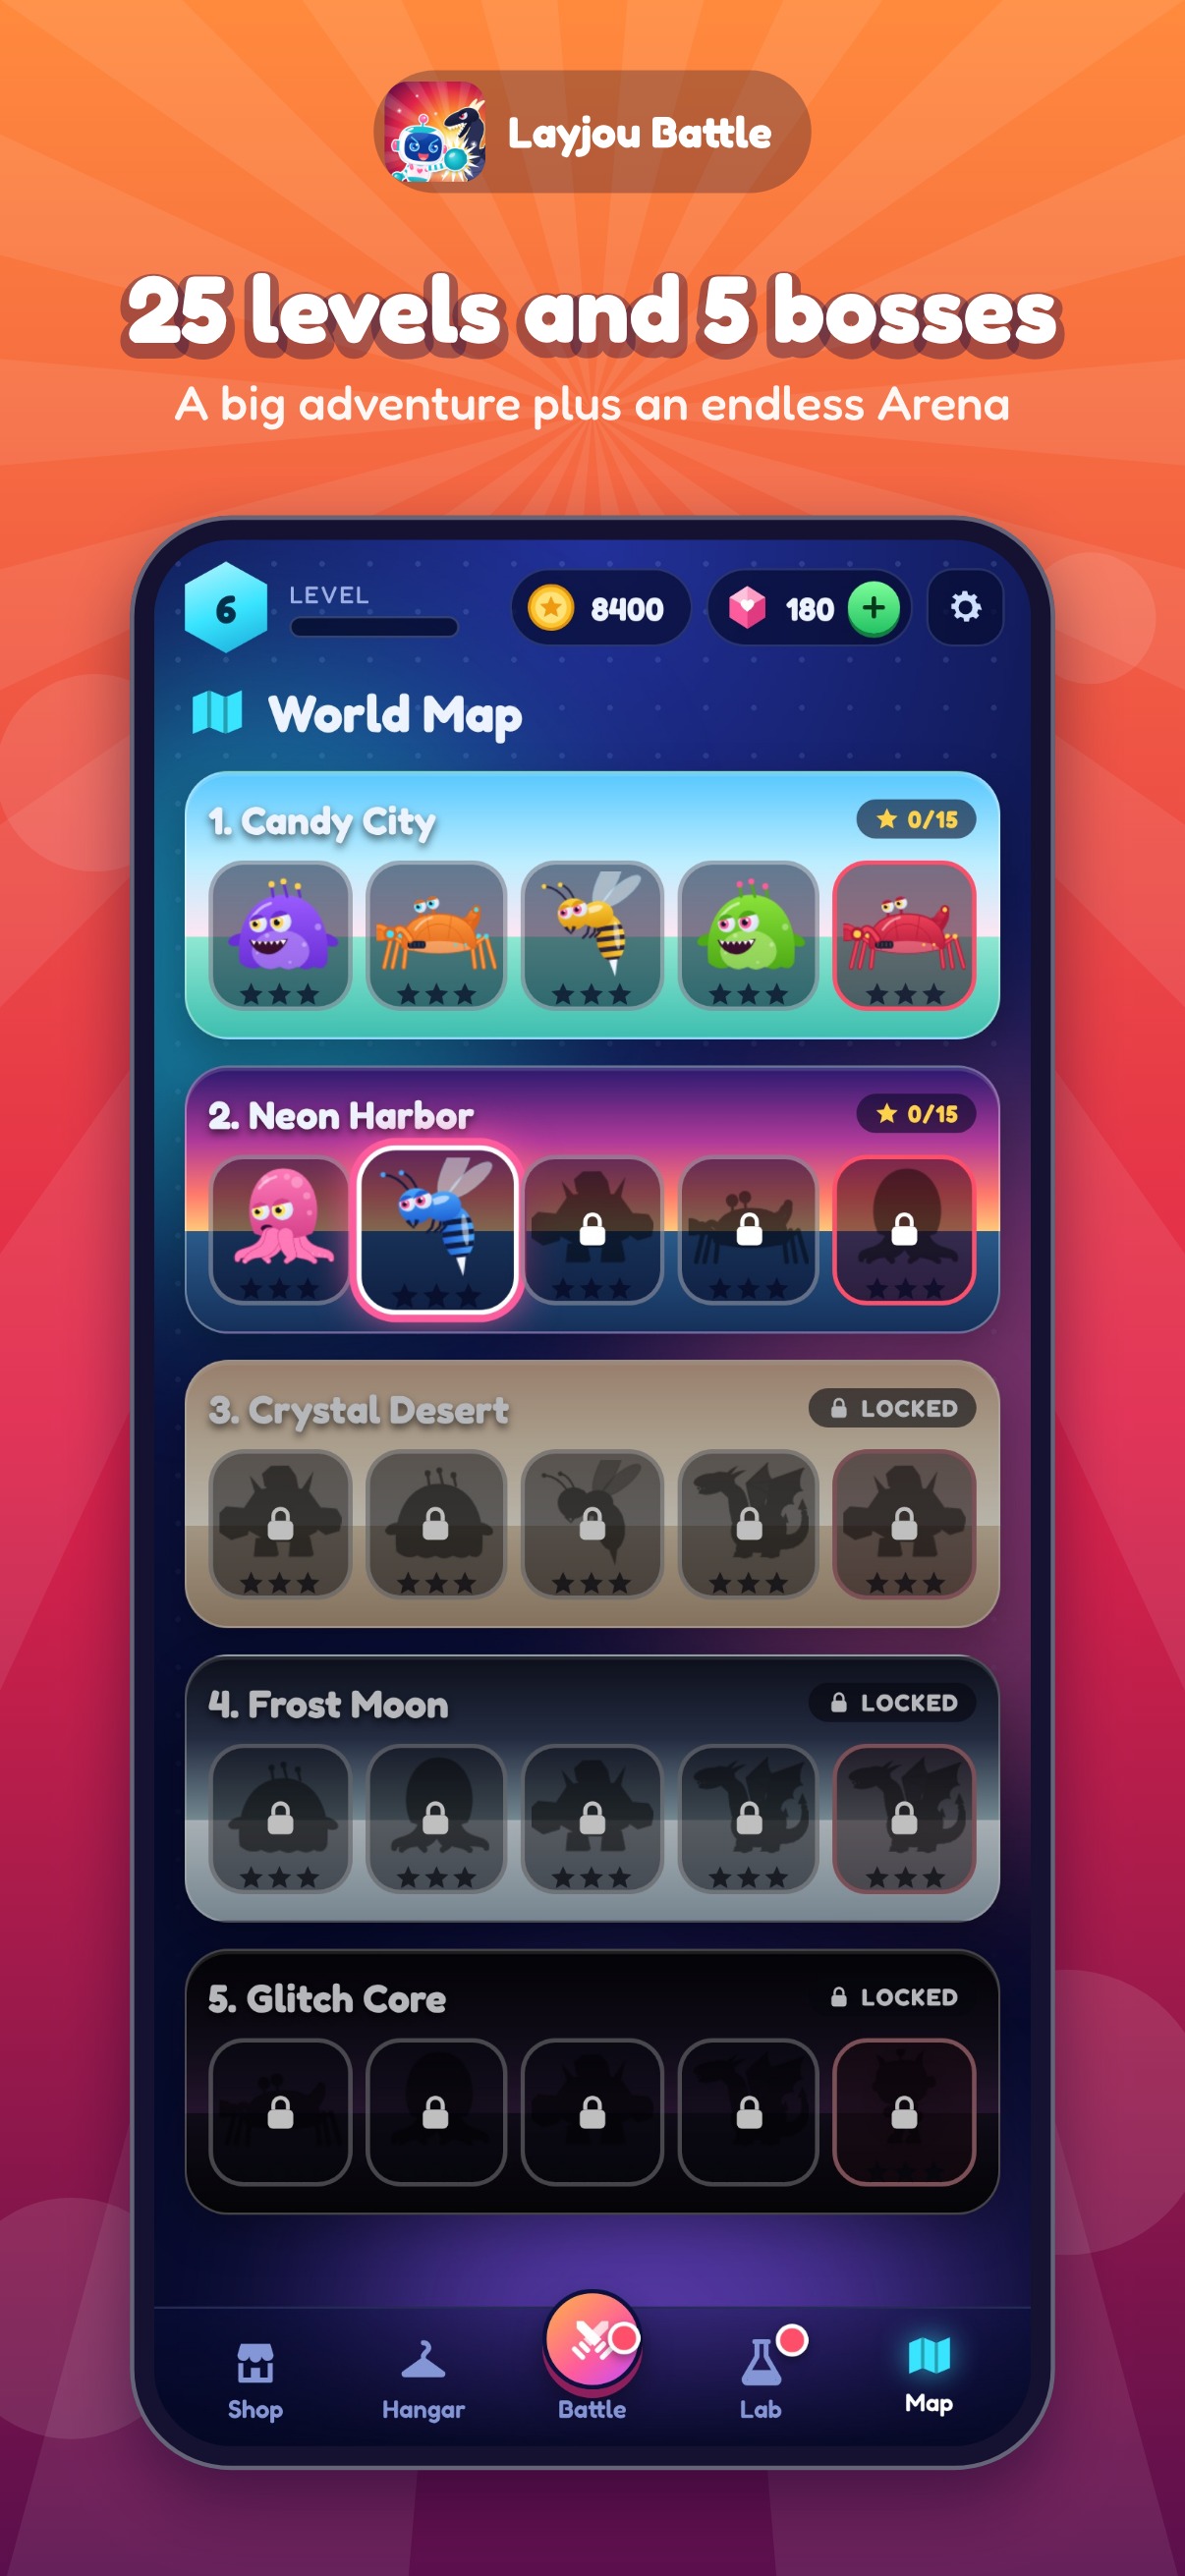 Layjou Battle
25 levels and 5 bosses
A big adventure plus an endless Arena
6
LEVEL
8400
180
World Map
1. Candy City
0/15
2. Neon Harbor
0/15
3. Crystal Desert
LOCKED
4. Frost Moon
LOCKED
5. Glitch Core
LOCKED
Shop
Hangar
Battle
Lab
Map